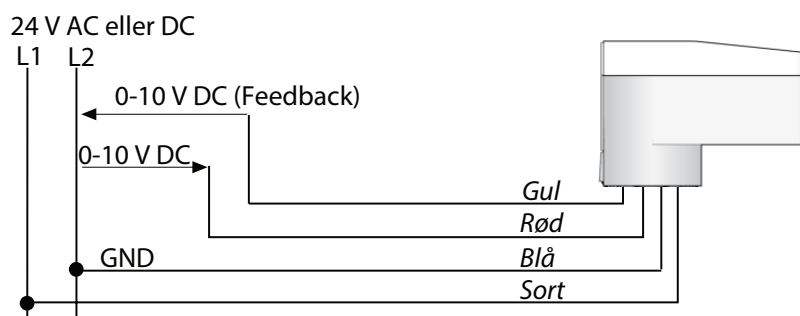 24 V AC eller DC
L1 L2
0-10 V DC (Feedback)
0-10 V DC
Gul
Rød
GND Blå
Sort